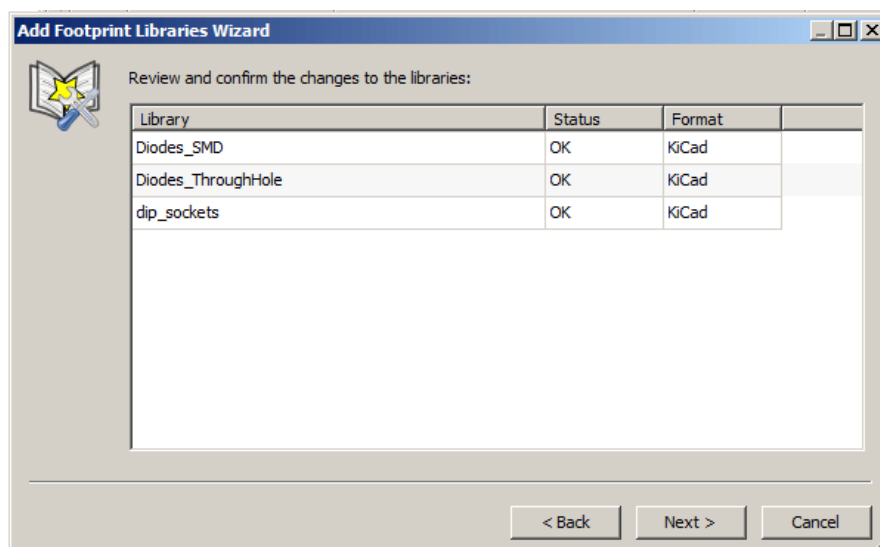 Add Footprint Libraries Wizard
Review and confirm the changes to the libraries:
Library Status Format
Diodes_SMD OK KiCad
Diodes_ThroughHole OK KiCad
dip_sockets OK KiCad
< Back Next > Cancel